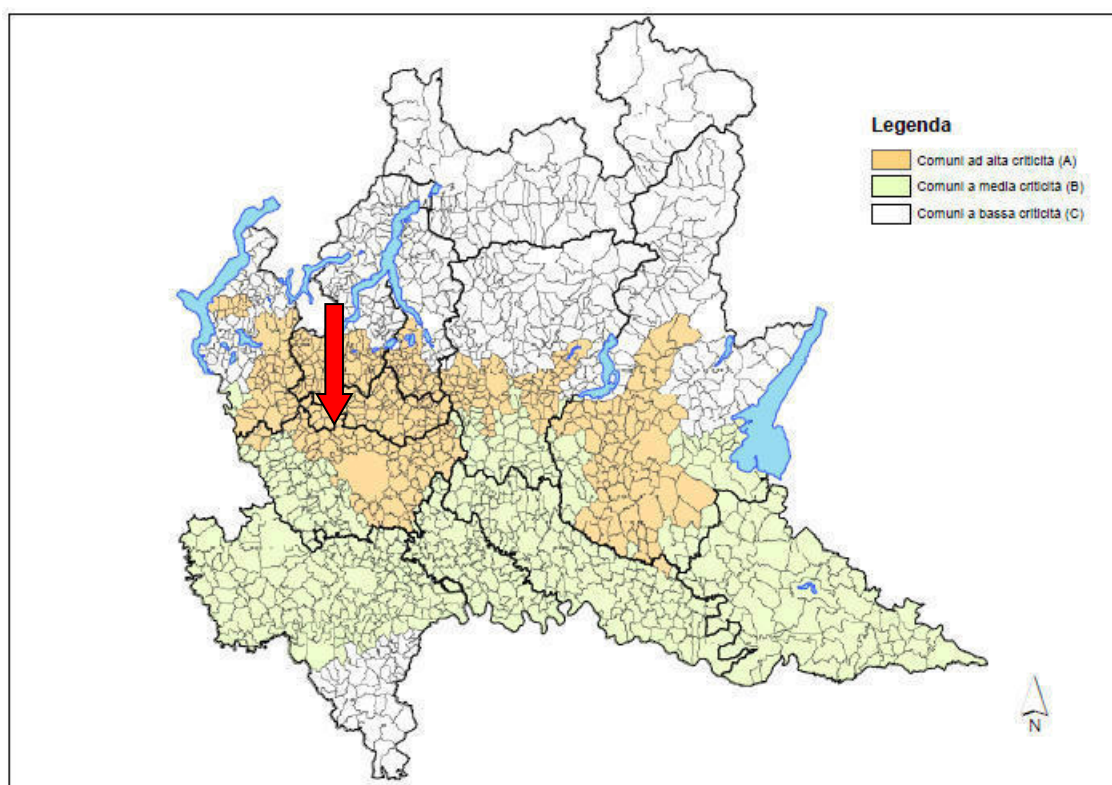 Legenda
Comuni ad alta criticità (A)
Comuni a media criticità (B)
Comuni a bassa criticità (C)
N